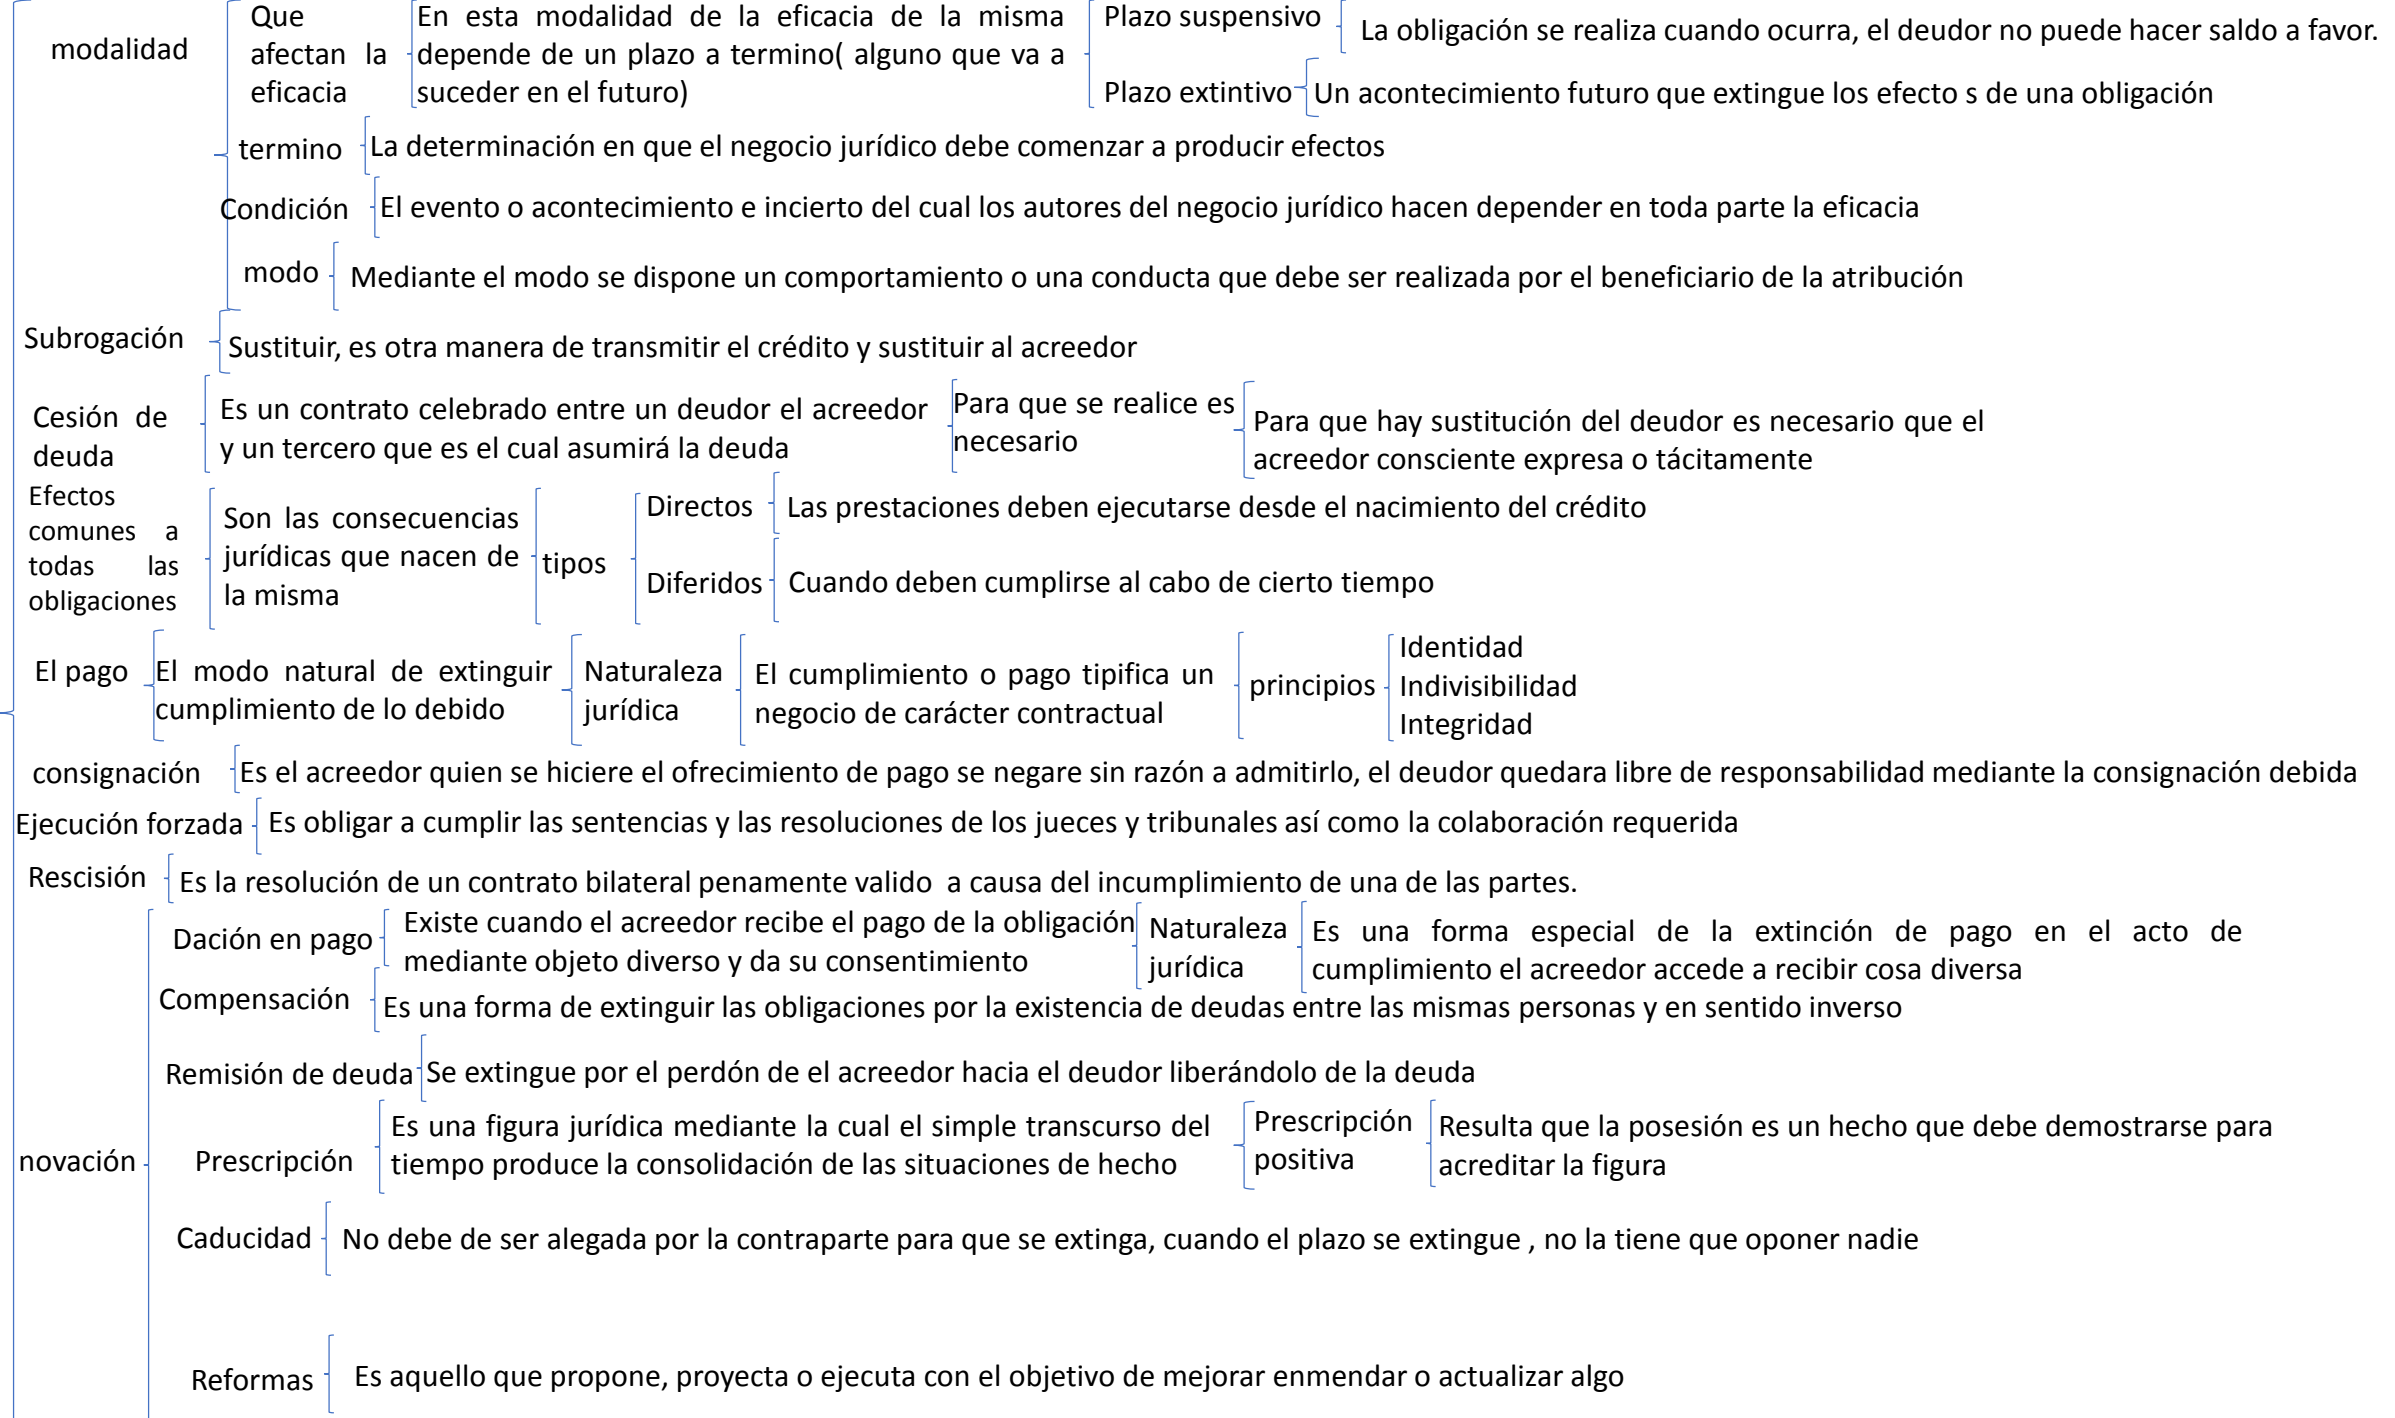 modalidad
Que
afectan la
eficacia
En esta modalidad de la eficacia de la misma
depende de un plazo a termino( alguno que va a
suceder en el futuro)
Plazo suspensivo
La obligación se realiza cuando ocurra, el deudor no puede hacer saldo a favor.
Plazo extintivo
Un acontecimiento futuro que extingue los efecto s de una obligación
termino
La determinación en que el negocio jurídico debe comenzar a producir efectos
Condición
El evento o acontecimiento e incierto del cual los autores del negocio jurídico hacen depender en toda parte la eficacia
modo
Mediante el modo se dispone un comportamiento o una conducta que debe ser realizada por el beneficiario de la atribución
Subrogación
Sustituir, es otra manera de transmitir el crédito y sustituir al acreedor
Cesión de
deuda
Es un contrato celebrado entre un deudor el acreedor
y un tercero que es el cual asumirá la deuda
Para que se realice es
necesario
Para que hay sustitución del deudor es necesario que el
acreedor consciente expresa o tácitamente
Efectos
comunes a
todas las
obligaciones
Son las consecuencias
jurídicas que nacen de
la misma
tipos
Directos
Las prestaciones deben ejecutarse desde el nacimiento del crédito
Diferidos
Cuando deben cumplirse al cabo de cierto tiempo
El pago
El modo natural de extinguir
cumplimiento de lo debido
Naturaleza
jurídica
El cumplimiento o pago tipifica un
negocio de carácter contractual
principios
Identidad
Indivisibilidad
Integridad
consignación
Es el acreedor quien se hiciere el ofrecimiento de pago se negare sin razón a admitirlo, el deudor quedara libre de responsabilidad mediante la consignación debida
Ejecución forzada
Es obligar a cumplir las sentencias y las resoluciones de los jueces y tribunales así como la colaboración requerida
Rescisión
Es la resolución de un contrato bilateral penamente valido  a causa del incumplimiento de una de las partes.
novación
Dación en pago
Existe cuando el acreedor recibe el pago de la obligación
mediante objeto diverso y da su consentimiento
Naturaleza
jurídica
Es una forma especial de la extinción de pago en el acto de
cumplimiento el acreedor accede a recibir cosa diversa
Compensación
Es una forma de extinguir las obligaciones por la existencia de deudas entre las mismas personas y en sentido inverso
Remisión de deuda
Se extingue por el perdón de el acreedor hacia el deudor liberándolo de la deuda
Prescripción
Es una figura jurídica mediante la cual el simple transcurso del
tiempo produce la consolidación de las situaciones de hecho
Prescripción
positiva
Resulta que la posesión es un hecho que debe demostrarse para
acreditar la figura
Caducidad
No debe de ser alegada por la contraparte para que se extinga, cuando el plazo se extingue , no la tiene que oponer nadie
Reformas
Es aquello que propone, proyecta o ejecuta con el objetivo de mejorar enmendar o actualizar algo